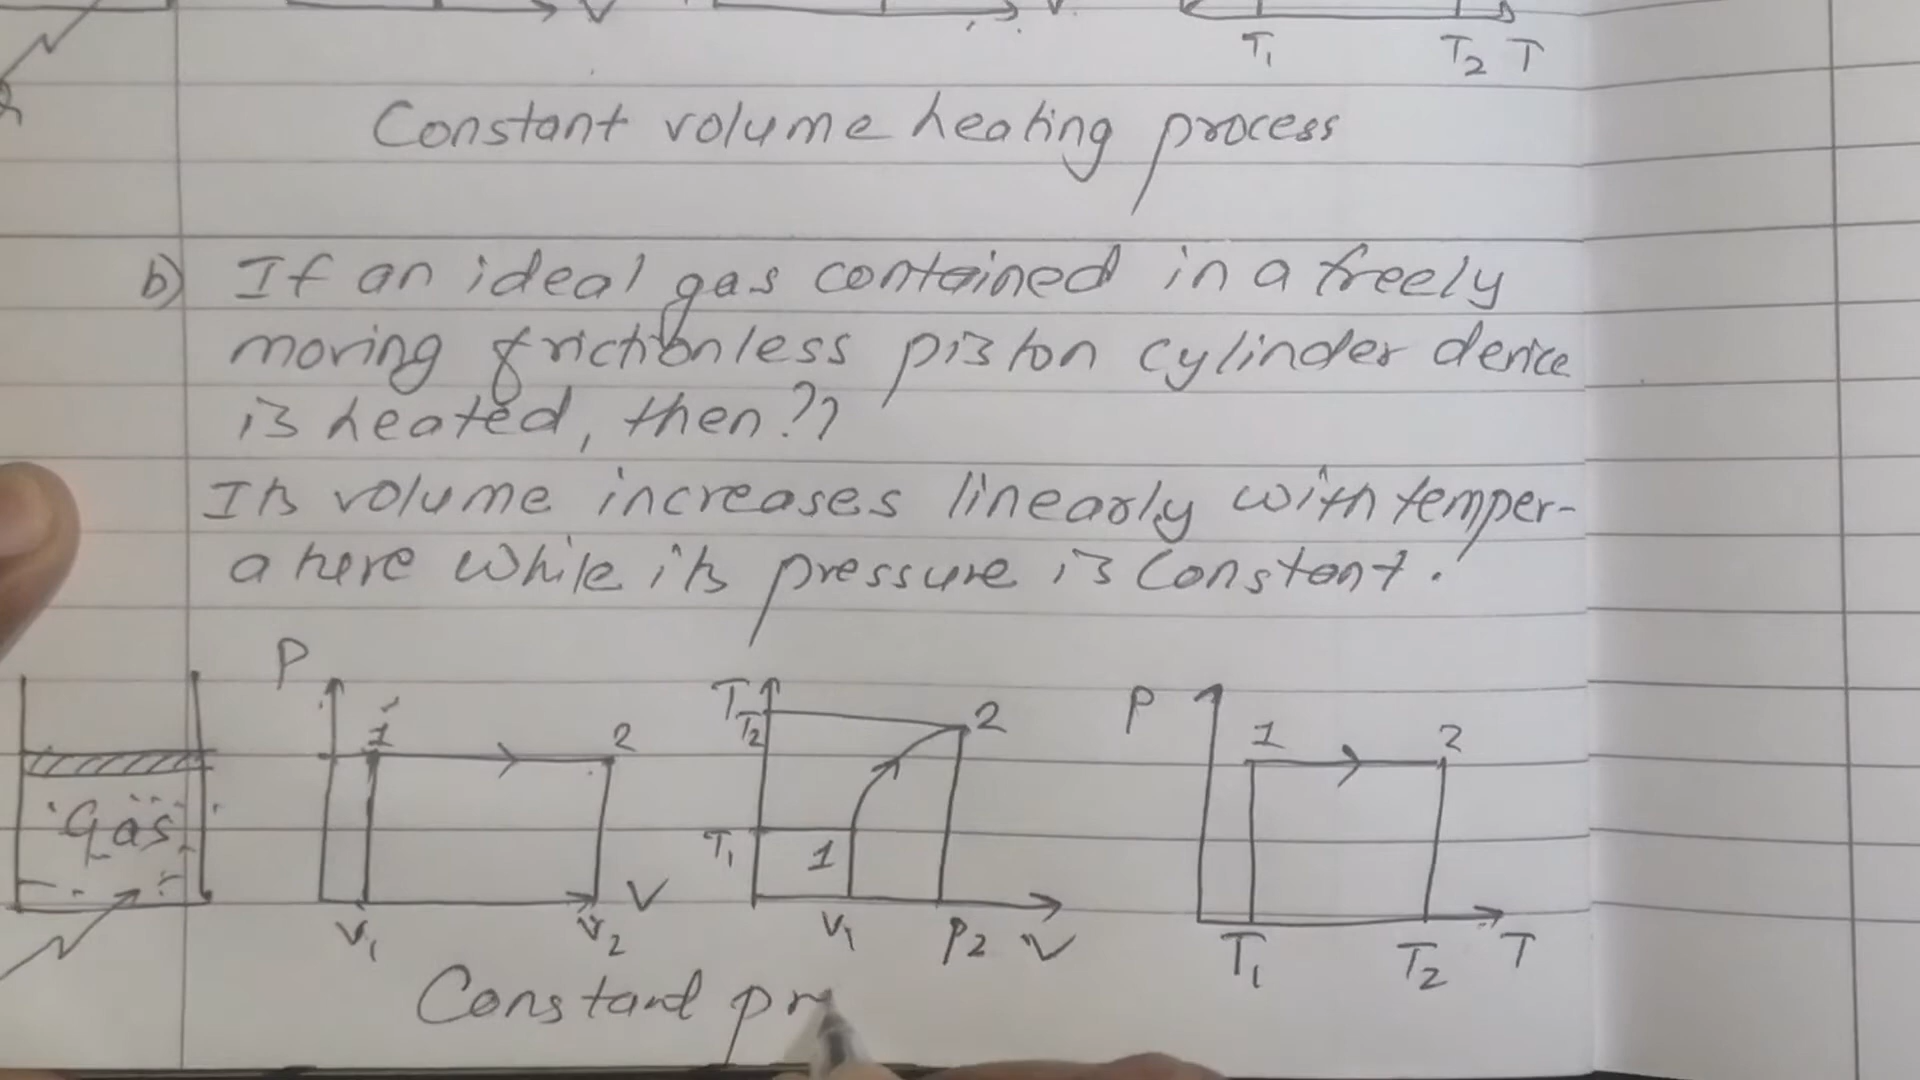 V
T₁ T₂ T
Constant volume heating process
b) If an ideal gas contained in a freely
moving frictionless piston cylinder device
is heated, then??
Its volume increases linearly with temper-
ature while its pressure is constant.
P 1 2 V V₁ V₂
T T₂ 2 T₁ 1 V₁ P2 V
P 1 2 T₁ T₂ T
Gas
Constant pr